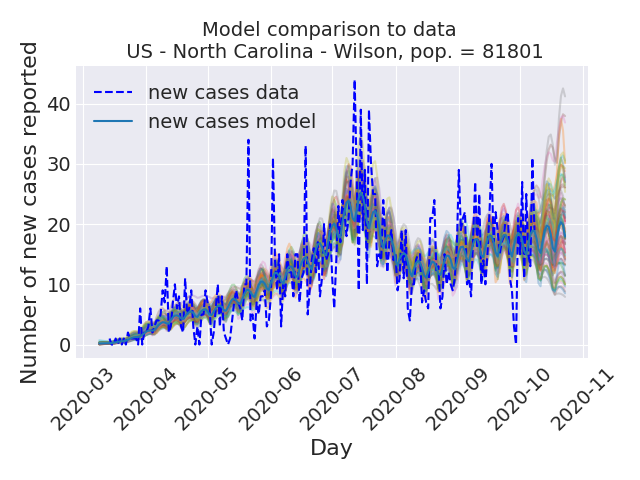 Model comparison to data
US - North Carolina - Wilson, pop. = 81801
Number of new cases reported
40
30
20
10
0
new cases data
new cases model
2020-03
2020-04
2020-05
2020-06
2020-07
2020-08
2020-09
2020-10
2020-11
Day